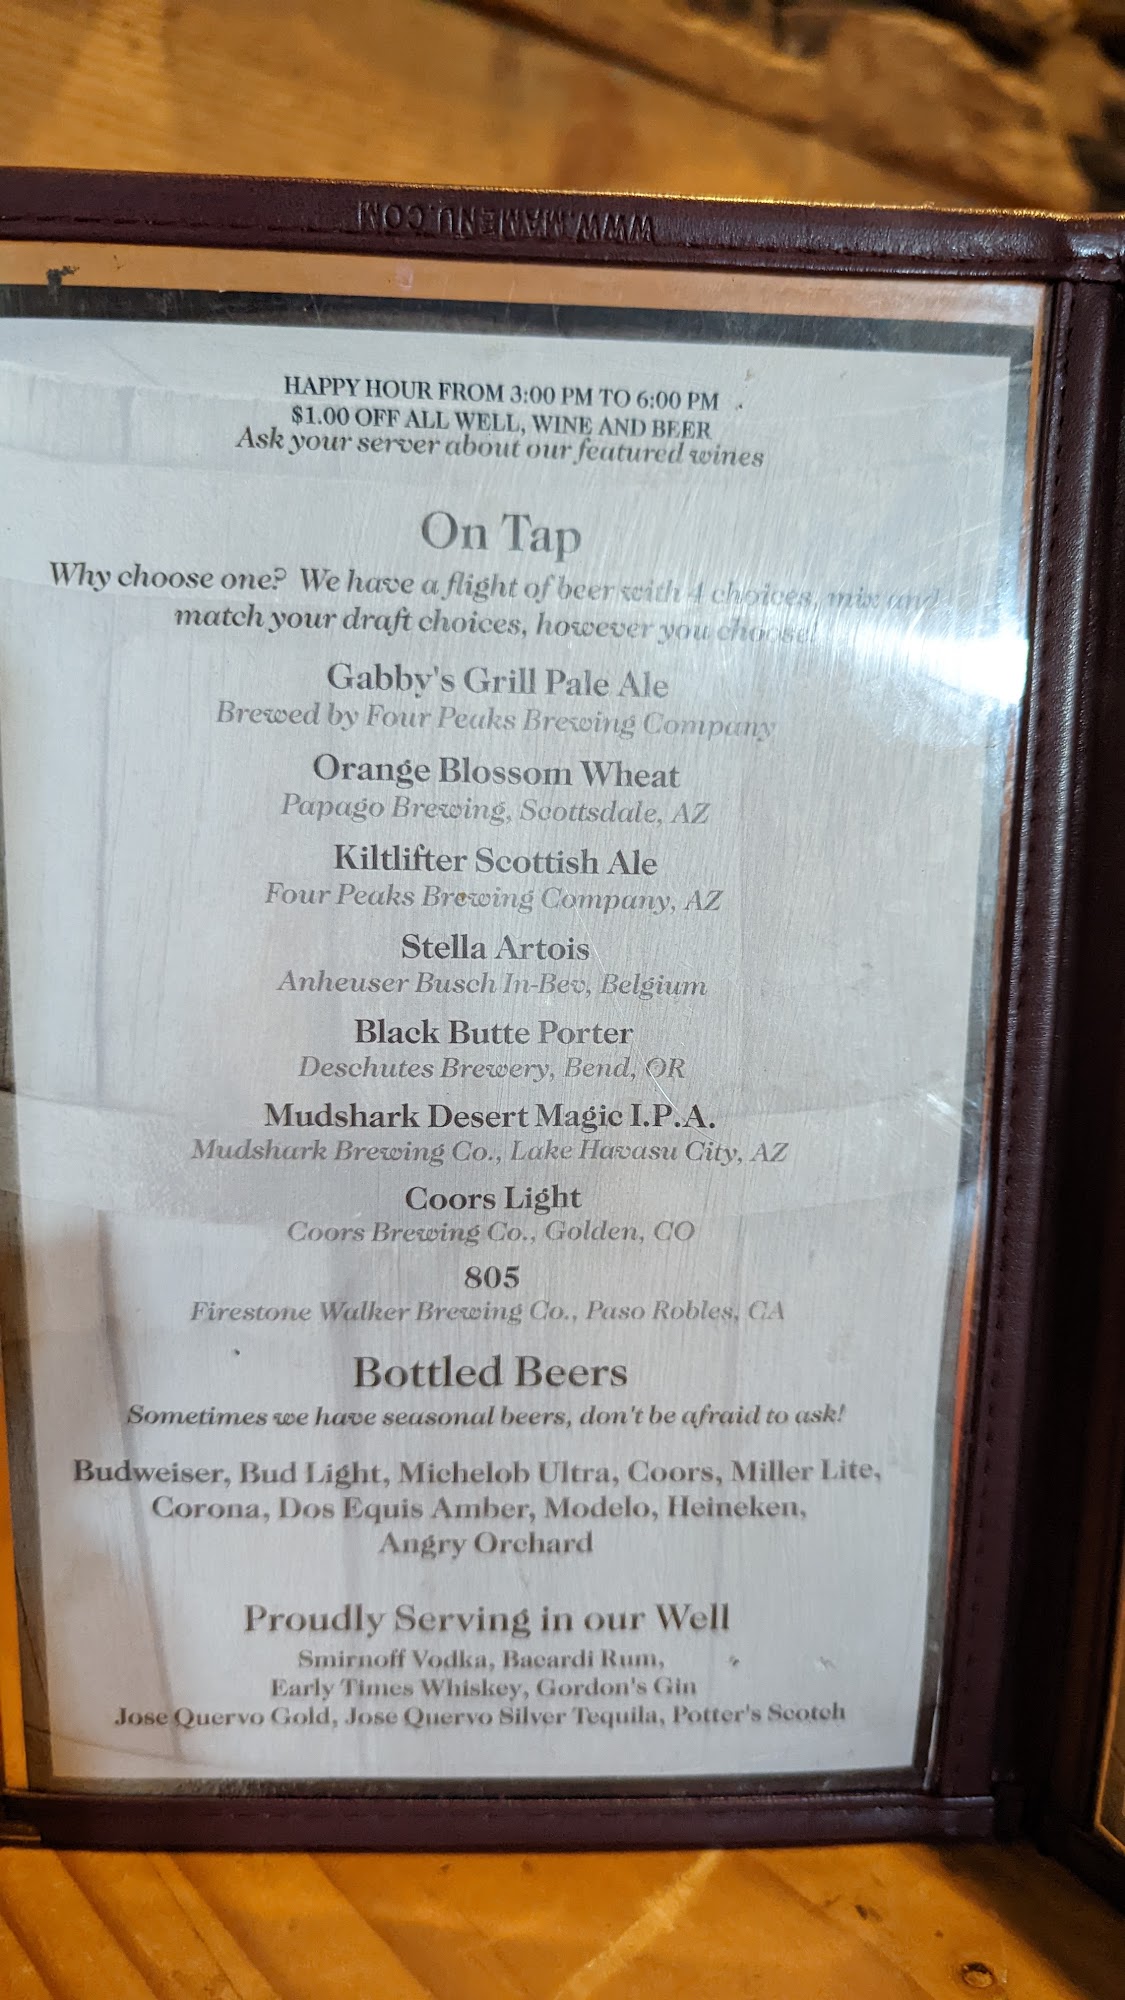 WWW.MAMENU.COM
HAPPY HOUR FROM 3:00 PM TO 6:00 PM
$1.00 OFF ALL WELL, WINE AND BEER
Ask your server about our featured wines
On Tap
Why choose one? We have a flight of beer with 4 choices, mix and
match your draft choices, however you choose!
Gabby's Grill Pale Ale
Brewed by Four Peaks Brewing Company
Orange Blossom Wheat
Papago Brewing, Scottsdale, AZ
Kiltlifter Scottish Ale
Four Peaks Brewing Company, AZ
Stella Artois
Anheuser Busch In-Bev, Belgium
Black Butte Porter
Deschutes Brewery, Bend, OR
Mudshark Desert Magic I.P.A.
Mudshark Brewing Co., Lake Havasu City, AZ
Coors Light
Coors Brewing Co., Golden, CO
805
Firestone Walker Brewing Co., Paso Robles, CA
Bottled Beers
Sometimes we have seasonal beers, don't be afraid to ask!
Budweiser, Bud Light, Michelob Ultra, Coors, Miller Lite,
Corona, Dos Equis Amber, Modelo, Heineken,
Angry Orchard
Proudly Serving in our Well
Smirnoff Vodka, Bacardi Rum,
Early Times Whiskey, Gordon's Gin
Jose Quervo Gold, Jose Quervo Silver Tequila, Potter's Scotch